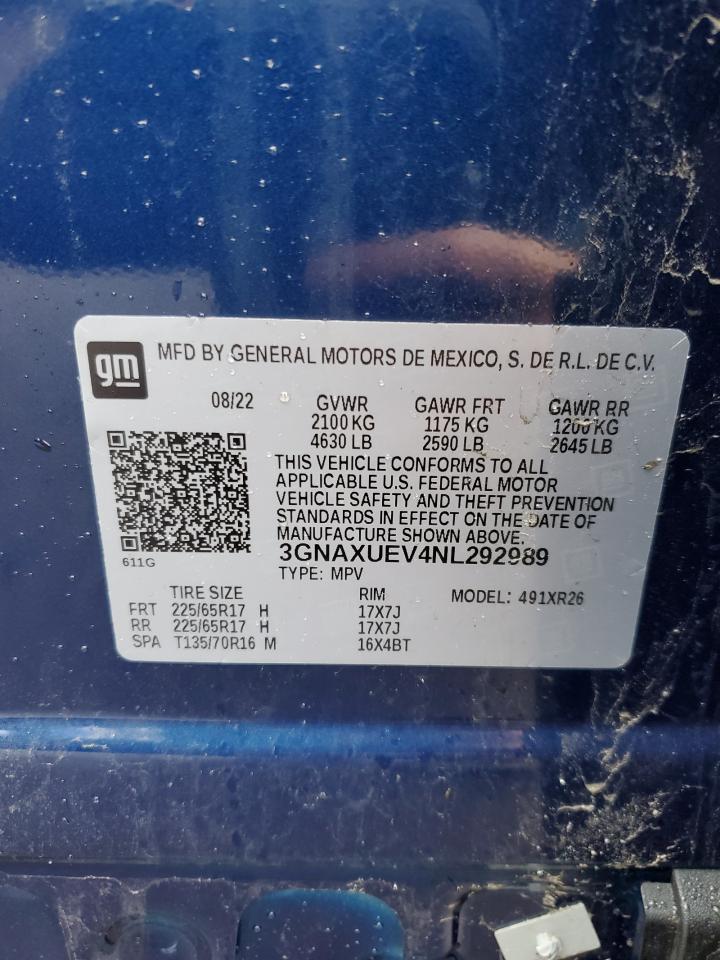 gm
MFD BY GENERAL MOTORS DE MEXICO, S. DE R.L. DE C.V.
08/22 GVWR GAWR FRT GAWR RR
2100 KG 1175 KG 1200 KG
4630 LB 2590 LB 2645 LB
THIS VEHICLE CONFORMS TO ALL
APPLICABLE U.S. FEDERAL MOTOR
VEHICLE SAFETY AND THEFT PREVENTION
STANDARDS IN EFFECT ON THE DATE OF
MANUFACTURE SHOWN ABOVE.
3GNAXUEV4NL292989
611G
TYPE: MPV
TIRE SIZE RIM MODEL: 491XR26
FRT 225/65R17 H 17X7J
RR 225/65R17 H 17X7J
SPA T135/70R16 M 16X4BT